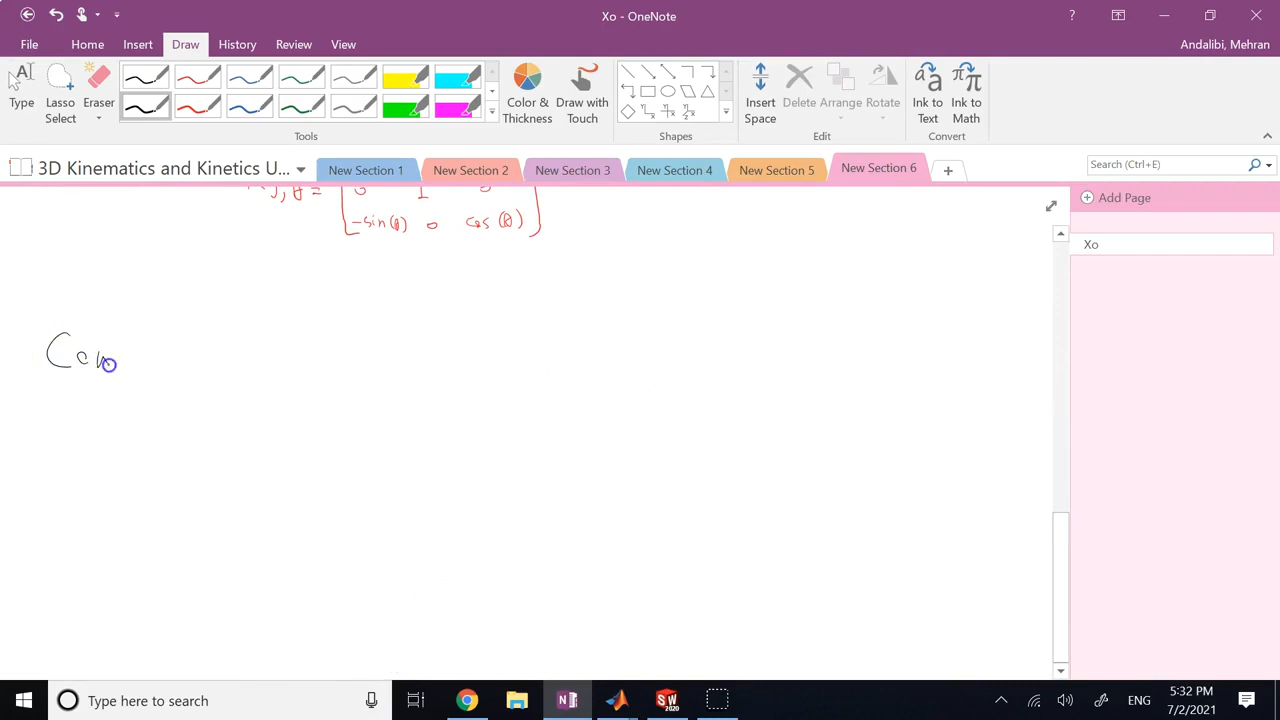 Xo - OneNote
?
File
Home
Insert
Draw
History
Review
View
Andalibi, Mehran
Type
Lasso Select
Eraser
Color & Thickness
Draw with Touch
Insert Space
Delete
Arrange
Rotate
Ink to Text
Ink to Math
Tools
Shapes
Edit
Convert
3D Kinematics and Kinetics U...
New Section 1
New Section 2
New Section 3
New Section 4
New Section 5
New Section 6
Search (Ctrl+E)
Add Page
Xo
-sin(θ) 0 cos(θ)
Type here to search
ENG
5:32 PM
7/2/2021